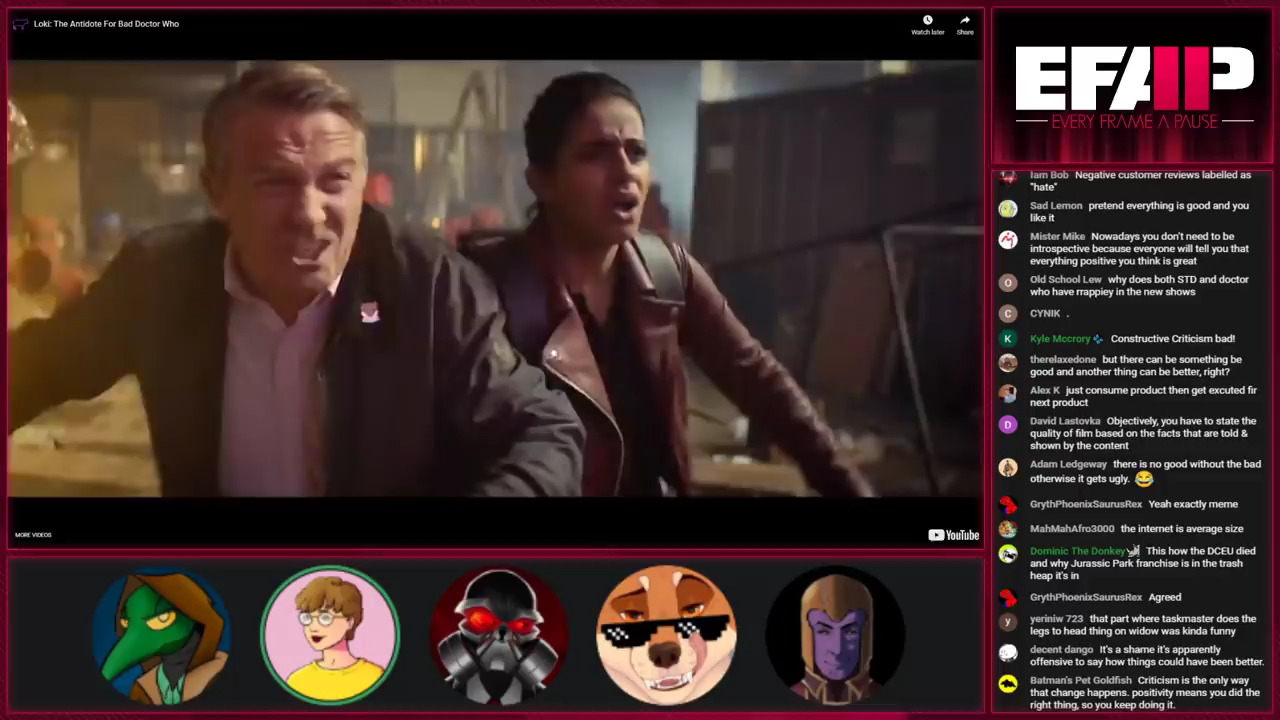 Loki: The Antidote For Bad Doctor Who
Watch later
Share
MORE VIDEOS
YouTube
EFAP
EVERY FRAME A PAUSE
Iam Bob Negative customer reviews labelled as
"hate"
Sad Lemon pretend everything is good and you
like it
Mister Mike Nowadays you don't need to be
introspective because everyone will tell you that
everything positive you think is great
Old School Lew why does both STD and doctor
who have rrappiey in the new shows
CYNIK .
Kyle Mccrory Constructive Criticism bad!
therelaxedone but there can be something be
good and another thing can be better, right?
Alex K just consume product then get excuted fir
next product
David Lastovka Objectively, you have to state the
quality of film based on the facts that are told &
shown by the content
Adam Ledgeway there is no good without the bad
otherwise it gets ugly. 😂
GrythPhoenixSaurusRex Yeah exactly meme
MahMahAfro3000 the internet is average size
Dominic The Donkey This how the DCEU died
and why Jurassic Park franchise is in the trash
heap it's in
GrythPhoenixSaurusRex Agreed
yeriniw 723 that part where taskmaster does the
legs to head thing on widow was kinda funny
decent dango It's a shame it's apparently
offensive to say how things could have been better.
Batman's Pet Goldfish Criticism is the only way
that change happens. positivity means you did the
right thing, so you keep doing it.